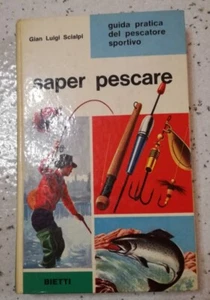 Gian Luigi Scialpi
guida pratica
del pescatore
sportivo
saper pescare
BIETTI